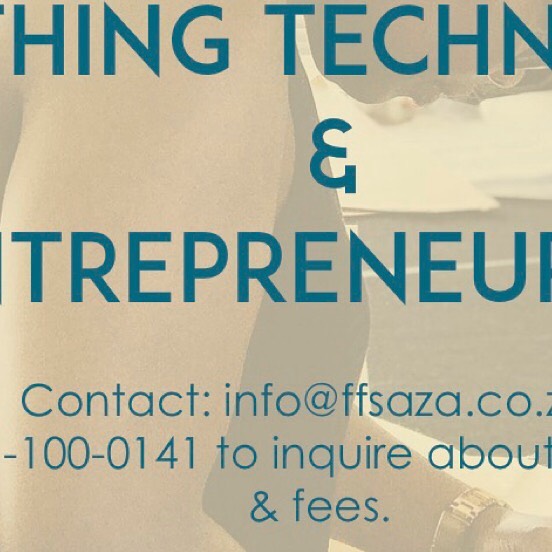 THING TECHN
&
NTREPRENEUR
Contact: info@ffsaza.co.z
-100-0141 to inquire about
& fees.